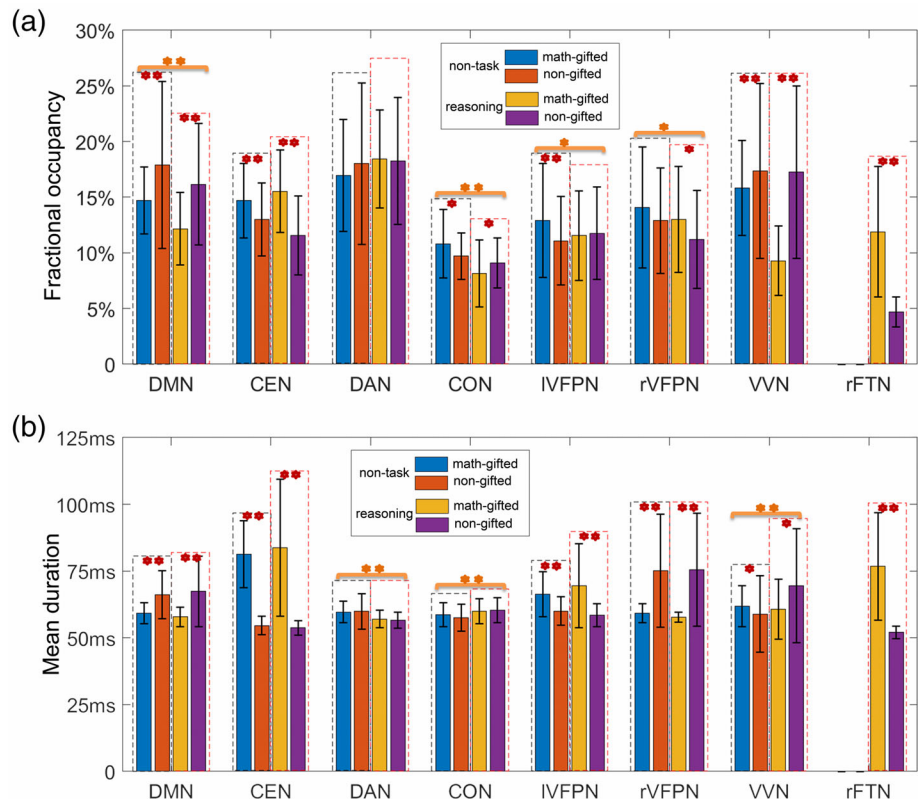 (a)
Fractional occupancy
30%
25%
20%
15%
10%
5%
0
non-task
math-gifted
non-gifted
reasoning
math-gifted
non-gifted
** ** **
** **
* ** *
** *
* *
** **
**
DMN CEN DAN CON lVFPN rVFPN VVN rFTN
(b)
Mean duration
125ms
100ms
75ms
50ms
25ms
0
non-task
math-gifted
non-gifted
reasoning
math-gifted
non-gifted
** **
** **
**
**
** **
** **
** * *
**
DMN CEN DAN CON lVFPN rVFPN VVN rFTN